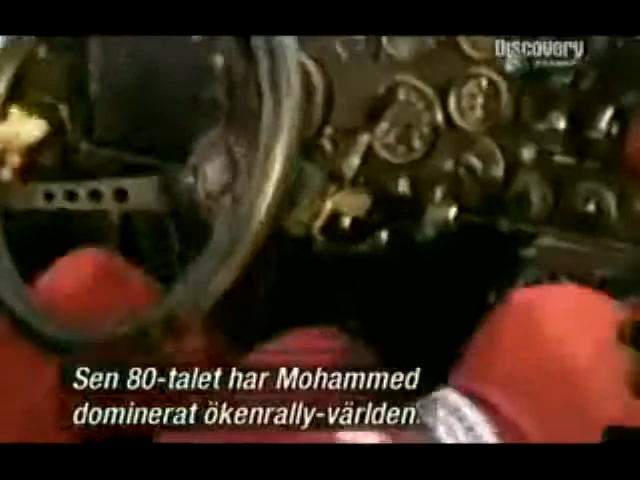 Discovery
Sen 80-talet har Mohammed
dominerat ökenrally-världen.